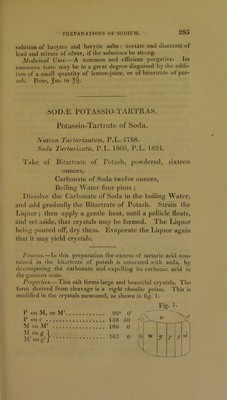 PREPARATIONS OF SODIUM. 285
solution of barytes and barytic salts; acetate and diacetate of
lead and nitrate of silver, if the solutions be strong.
Medicinal Uses.—A common and efficient purgative. Its
nauseous taste may be in a great degree disguised by the addi-
tion of a small quantity of lemon-juice, or of bitartrate of pot-
ash. Dose, ʒss. to ℥ij.
SODÆ POTASSIO-TARTRAS.
Potassio-Tartrate of Soda.
Natron Tartarizatum, P.L. 1788.
Soda Tartarizata, P.L. 1809, P.L. 1824.
Take of Bitartrate of Potash, powdered, sixteen
ounces,
Carbonate of Soda twelve ounces,
Boiling Water four pints;
Dissolve the Carbonate of Soda in the boiling Water,
and add gradually the Bitartrate of Potash. Strain the
Liquor; then apply a gentle heat, until a pellicle floats,
and set aside, that crystals may be formed. The Liquor
being poured off, dry them. Evaporate the Liquor again
that it may yield crystals.
Process.—In this preparation the excess of tartaric acid con-
tained in the bitartrate of potash is saturated with soda, by
decomposing the carbonate and expelling its carbonic acid in
the gaseous state.
Properties.—This salt forms large and beautiful crystals. The
form derived from cleavage is a right rhombic prism. This is
modified in the crystals measured, as shown in fig. 1.
Fig. 1.
P on M, or M′ 90° 0′
P on c 139 30
M on M′ 100 0
M on g }
M′ on g′ } 162 0
P